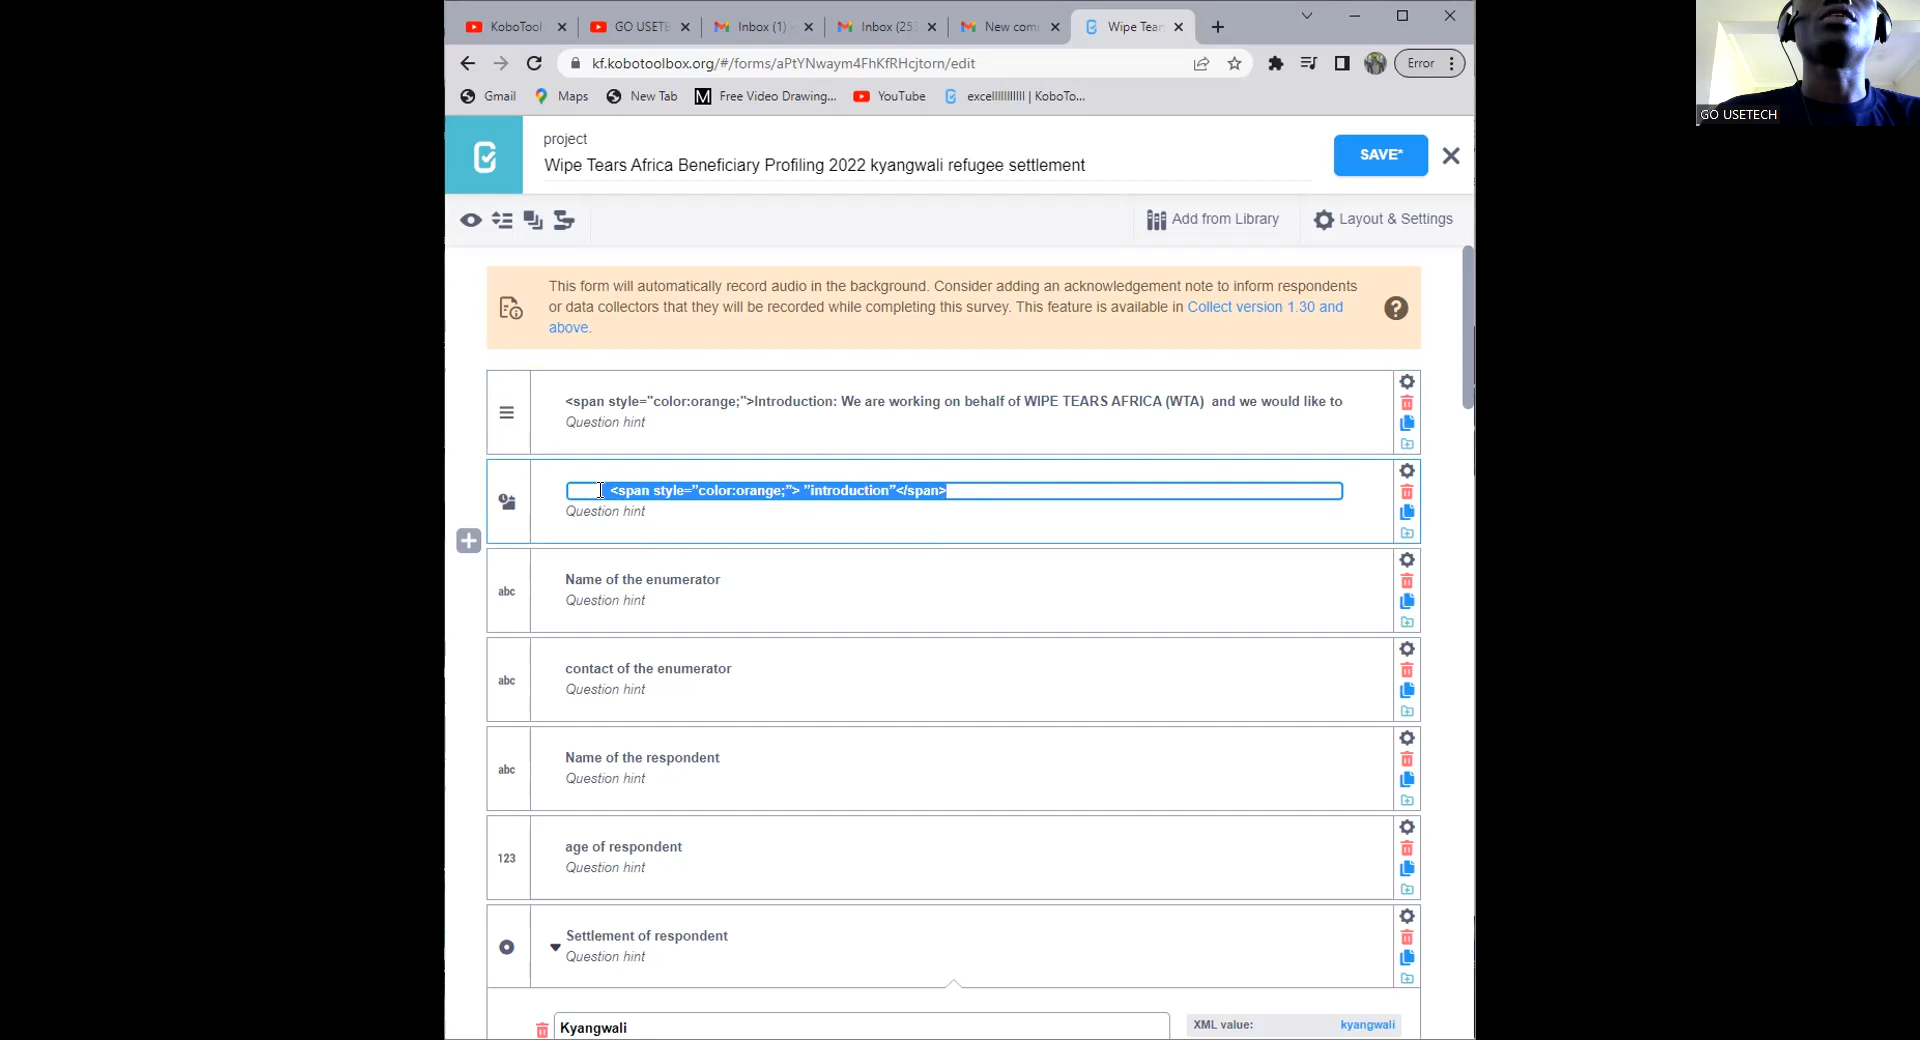 KoboTool
GO USETE
Inbox (1)
Inbox (25
New com
Wipe Tear
kf.kobotoolbox.org/#/forms/aPtYNwaym4FhKfRHcjtorn/edit
Error
Gmail
Maps
New Tab
Free Video Drawing...
YouTube
excelllllllllll | KoboTo...
GO USETECH
project
Wipe Tears Africa Beneficiary Profiling 2022 kyangwali refugee settlement
SAVE*
Add from Library
Layout & Settings
This form will automatically record audio in the background. Consider adding an acknowledgement note to inform respondents
or data collectors that they will be recorded while completing this survey. This feature is available in Collect version 1.30 and
above.
<span style="color:orange;">Introduction: We are working on behalf of WIPE TEARS AFRICA (WTA)  and we would like to
Question hint
<span style=”color:orange;”> ”introduction”</span>
Question hint
abc
Name of the enumerator
Question hint
abc
contact of the enumerator
Question hint
abc
Name of the respondent
Question hint
123
age of respondent
Question hint
Settlement of respondent
Question hint
Kyangwali
XML value:
kyangwali